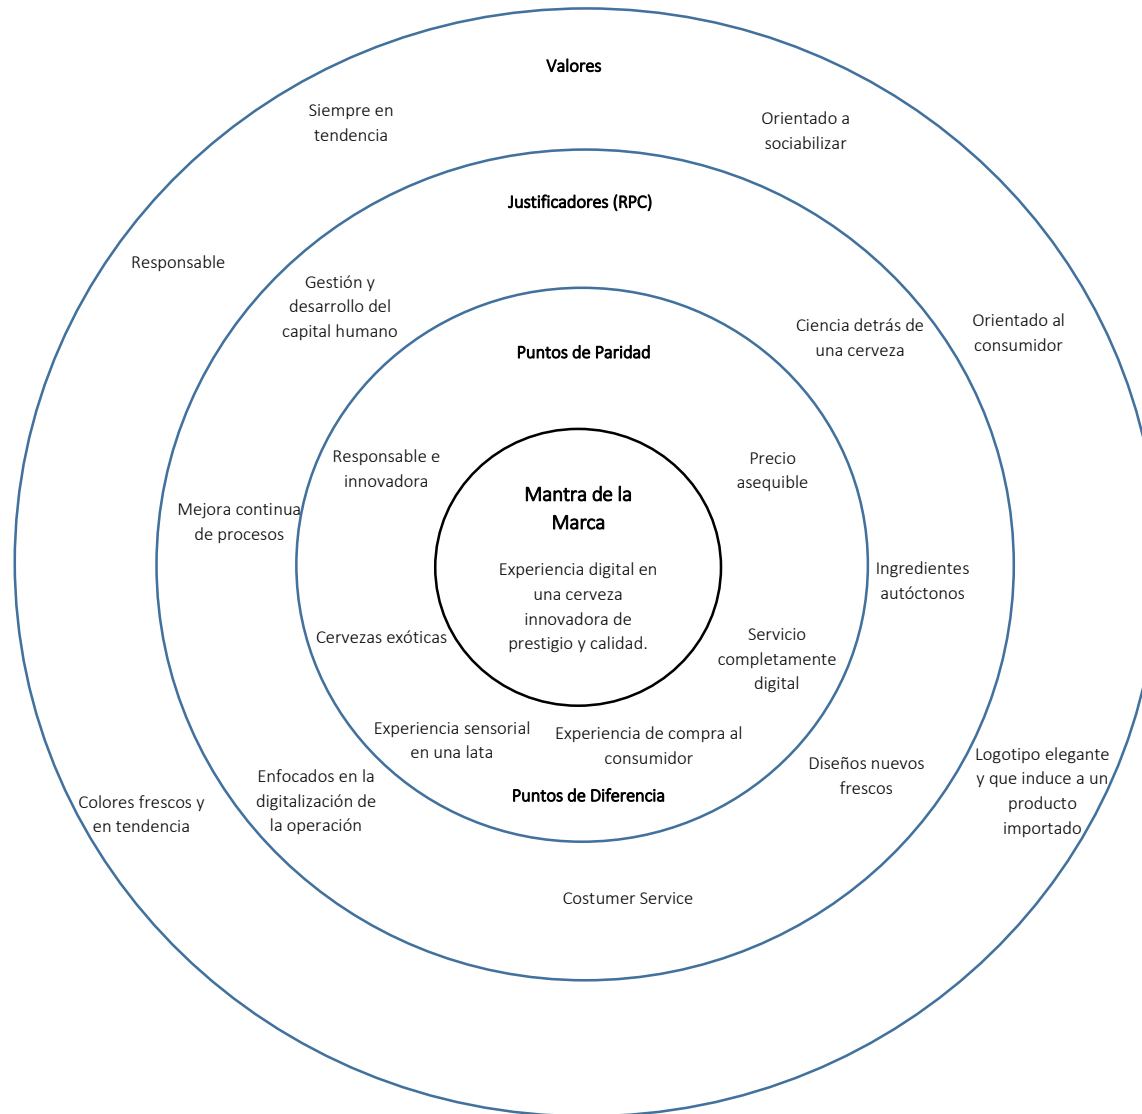 Valores
Siempre en
tendencia
Orientado a
sociabilizar
Justificadores (RPC)
Responsable
Gestión y
desarrollo del
capital humano
Ciencia detrás de
una cerveza
Orientado al
consumidor
Puntos de Paridad
Responsable e
innovadora
Precio
asequible
Mantra de la
Marca
Mejora continua
de procesos
Experiencia digital en
una cerveza
innovadora de
prestigio y calidad.
Ingredientes
autóctonos
Cervezas exóticas
Servicio
completamente
digital
Experiencia sensorial
en una lata
Experiencia de compra al
consumidor
Puntos de Diferencia
Enfocados en la
digitalización de
la operación
Diseños nuevos
frescos
Logotipo elegante
y que induce a un
producto
importado
Colores frescos y
en tendencia
Costumer Service